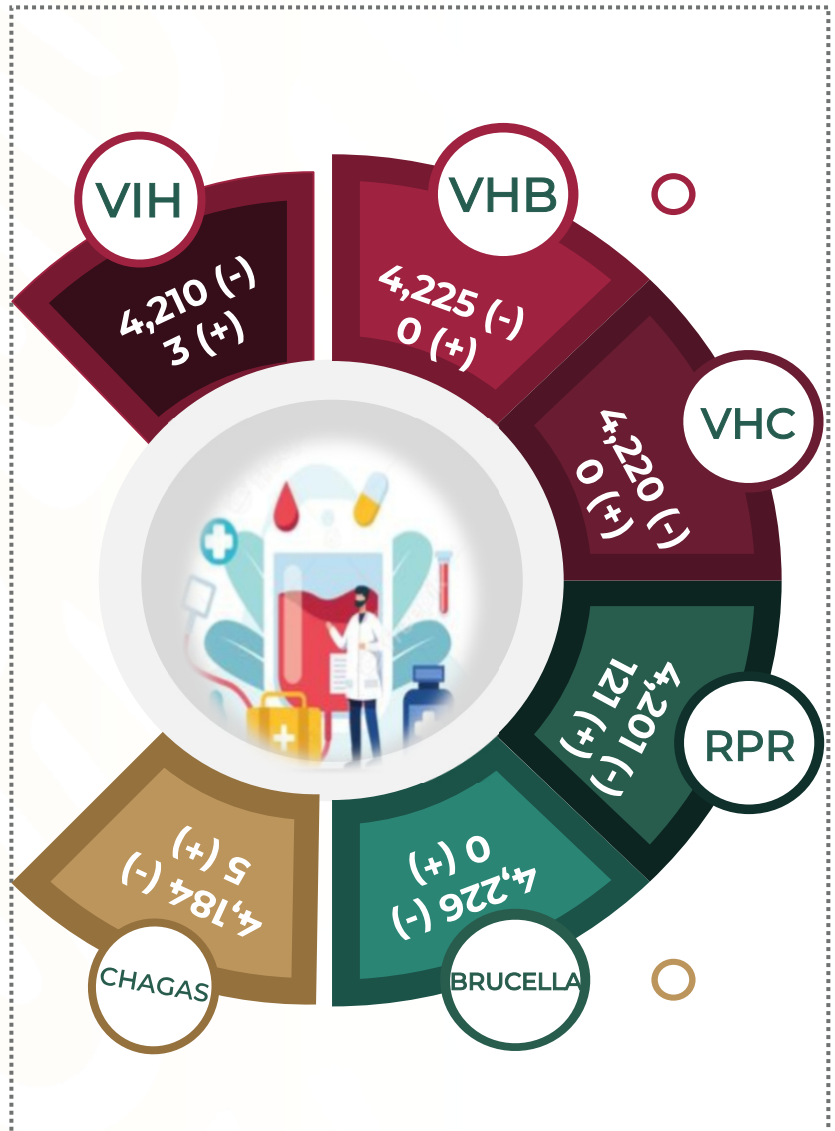 VIH
4,210 (-)
3 (+)
VHB
4,225 (-)
0 (+)
VHC
4,220 (-)
0 (+)
RPR
4,201 (-)
121 (+)
BRUCELLA
4,226 (-)
0 (+)
CHAGAS
4,184 (-)
5 (+)